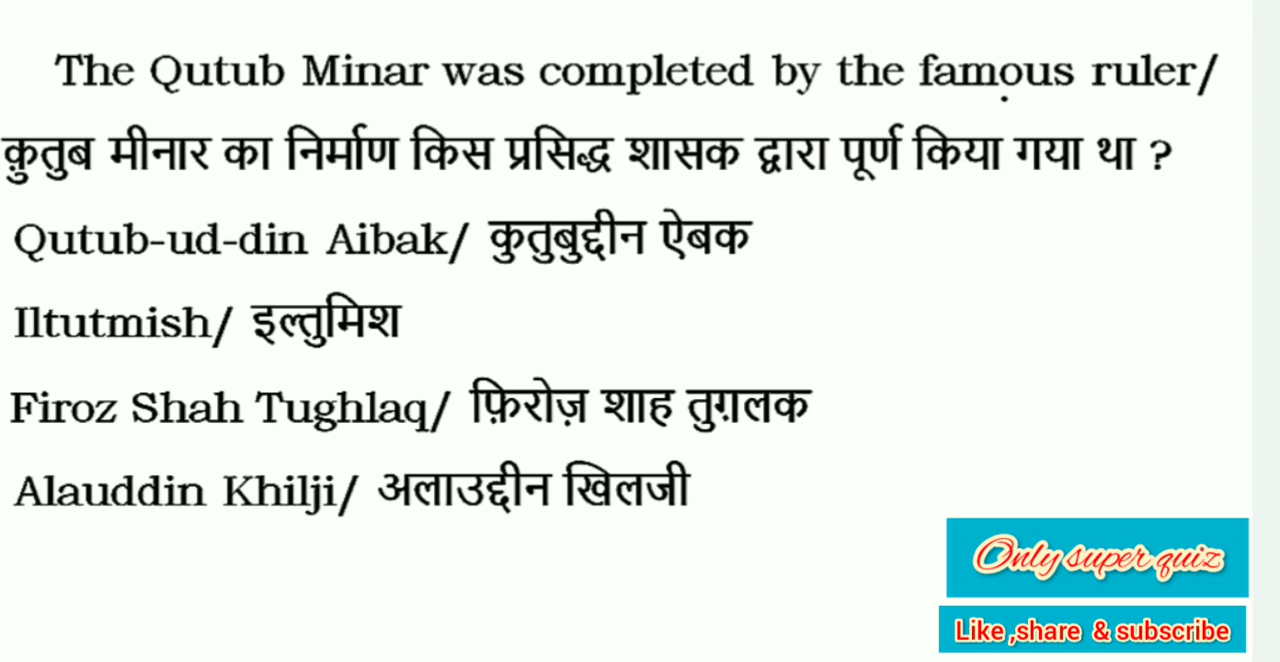 The Qutub Minar was completed by the famous ruler/
क़ुतुब मीनार का निर्माण किस प्रसिद्ध शासक द्वारा पूर्ण किया गया था ?
Qutub-ud-din Aibak/ कुतुबुद्दीन ऐबक
Iltutmish/ इल्तुमिश
Firoz Shah Tughlaq/ फ़िरोज़ शाह तुग़लक
Alauddin Khilji/ अलाउद्दीन खिलजी
Only super quiz
Like ,share & subscribe